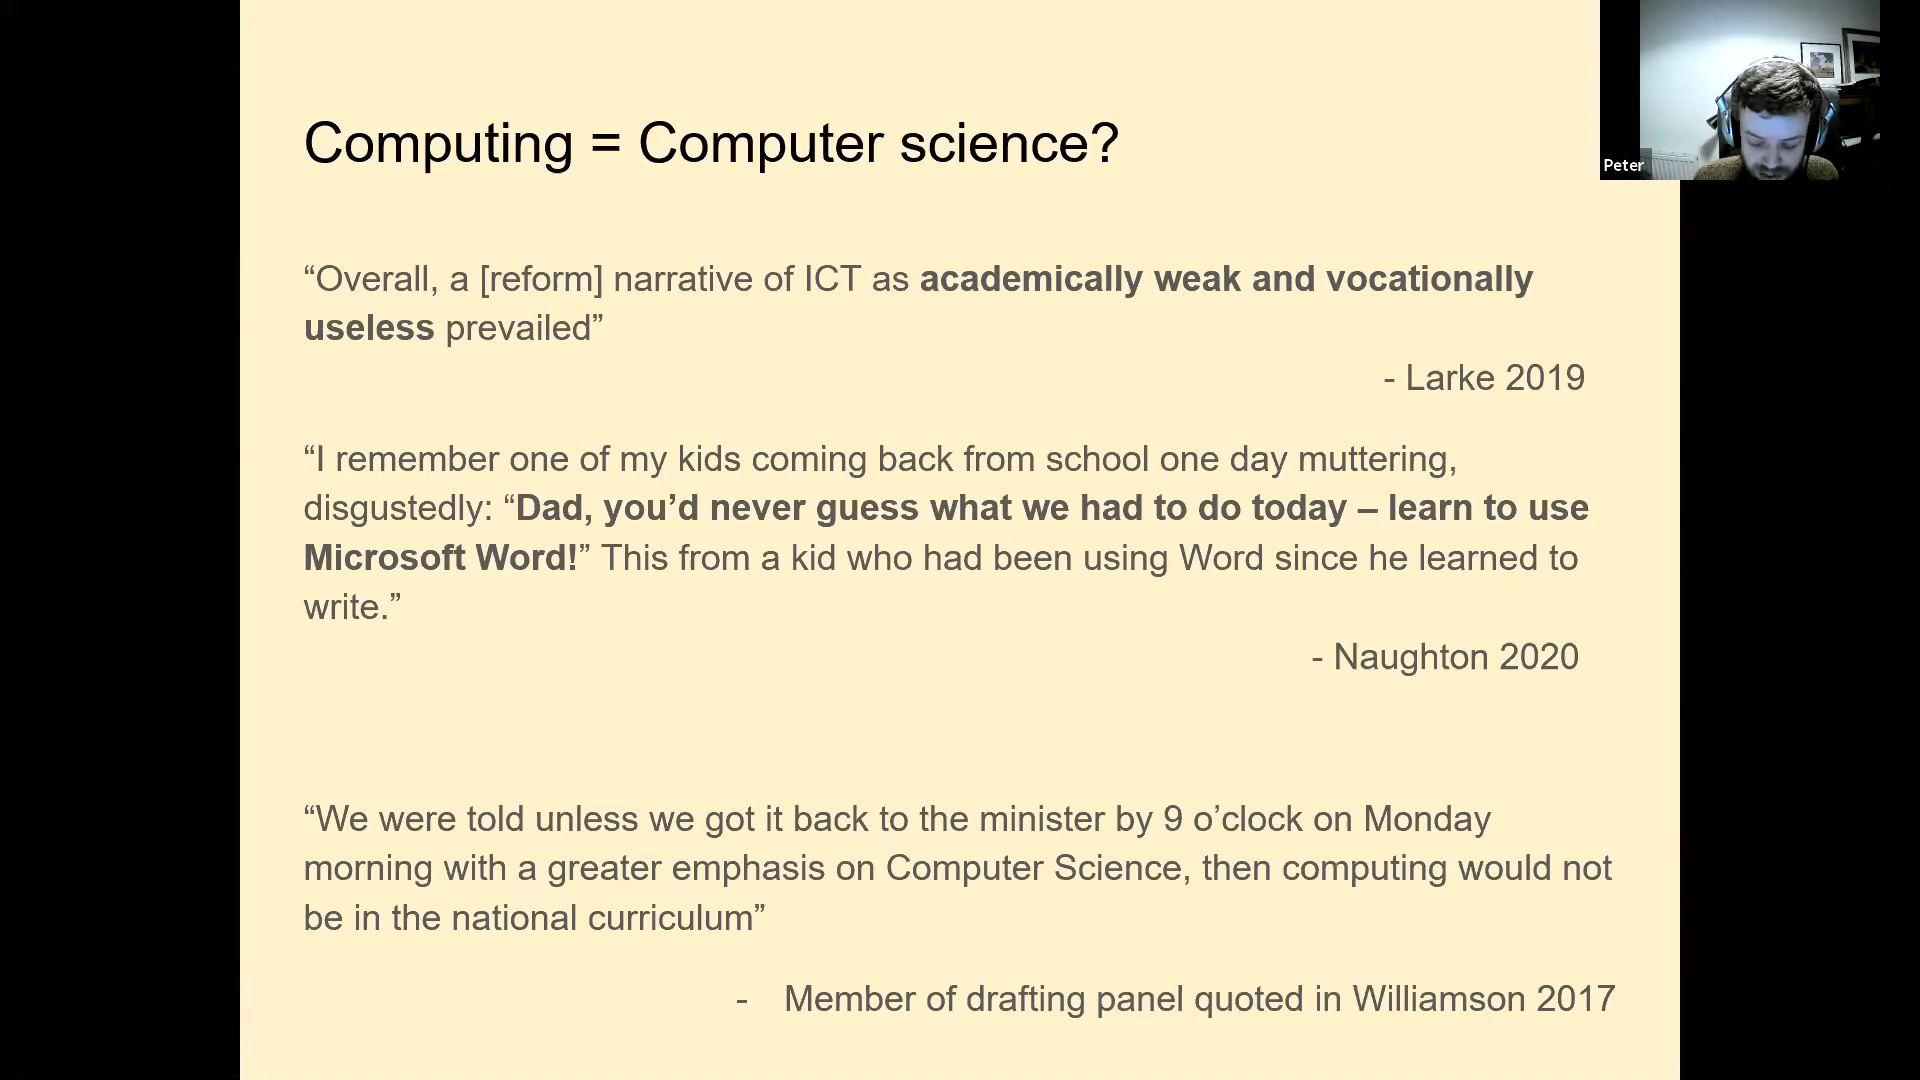 Computing = Computer science?
Peter
“Overall, a [reform] narrative of ICT as academically weak and vocationally
useless prevailed”
- Larke 2019
“I remember one of my kids coming back from school one day muttering,
disgustedly: “Dad, you’d never guess what we had to do today – learn to use
Microsoft Word!” This from a kid who had been using Word since he learned to
write.”
- Naughton 2020
“We were told unless we got it back to the minister by 9 o’clock on Monday
morning with a greater emphasis on Computer Science, then computing would not
be in the national curriculum”
- Member of drafting panel quoted in Williamson 2017